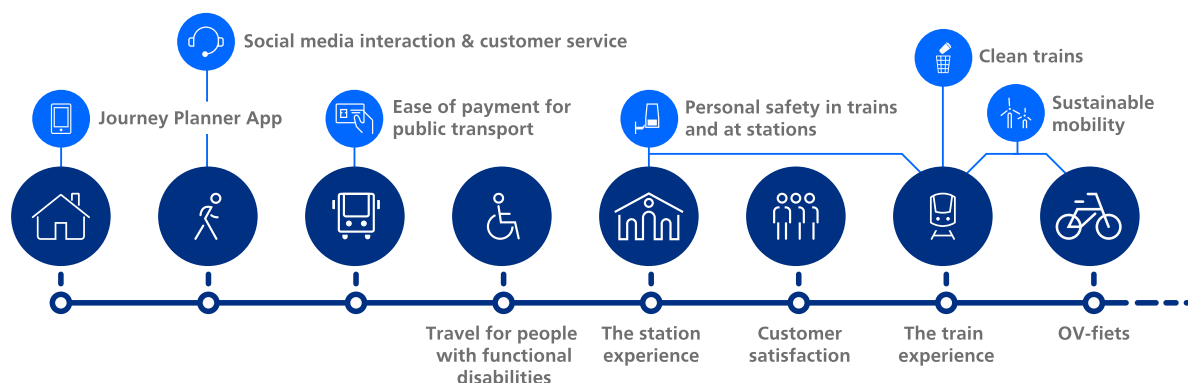 Social media interaction & customer service
Clean trains
Journey Planner App
Ease of payment for
public transport
Personal safety in trains
and at stations
Sustainable
mobility
Travel for people
with functional
disabilities
The station
experience
Customer
satisfaction
The train
experience
OV-fiets